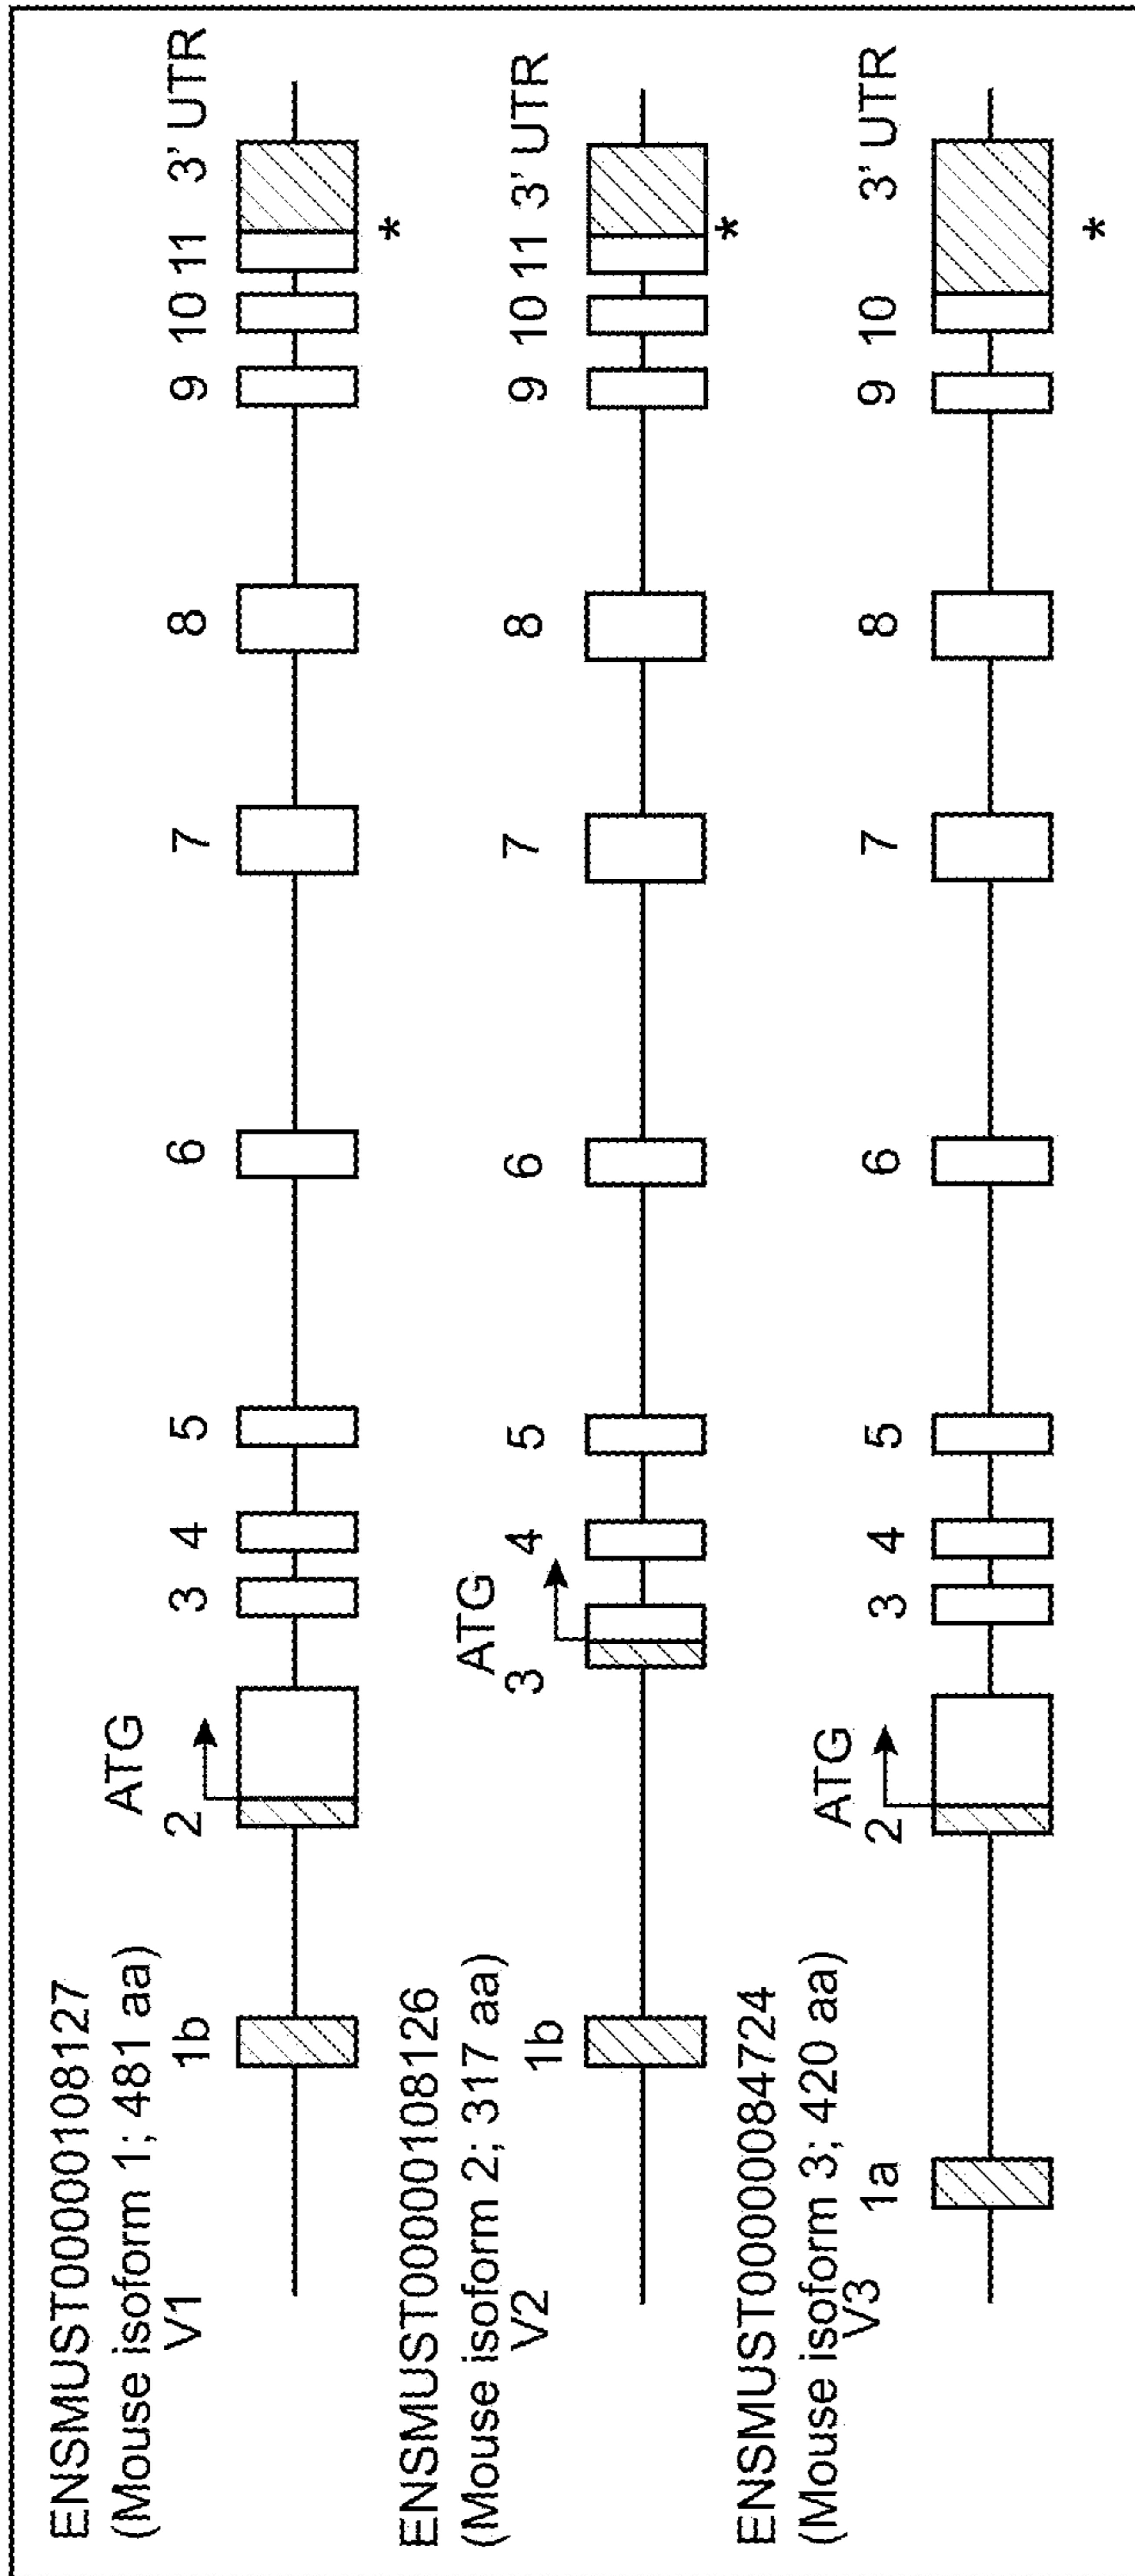 ENSMUST00000108127
(Mouse isoform 1; 481 aa)
V1
1b 2 ATG 3 4 5 6 7 8 9 10 11 3' UTR
*
ENSMUST00000108126
(Mouse isoform 2; 317 aa)
V2
1b 3 ATG 4 5 6 7 8 9 10 11 3' UTR
*
ENSMUST00000084724
(Mouse isoform 3; 420 aa)
V3
1a 2 ATG 3 4 5 6 7 8 9 10 3' UTR
*